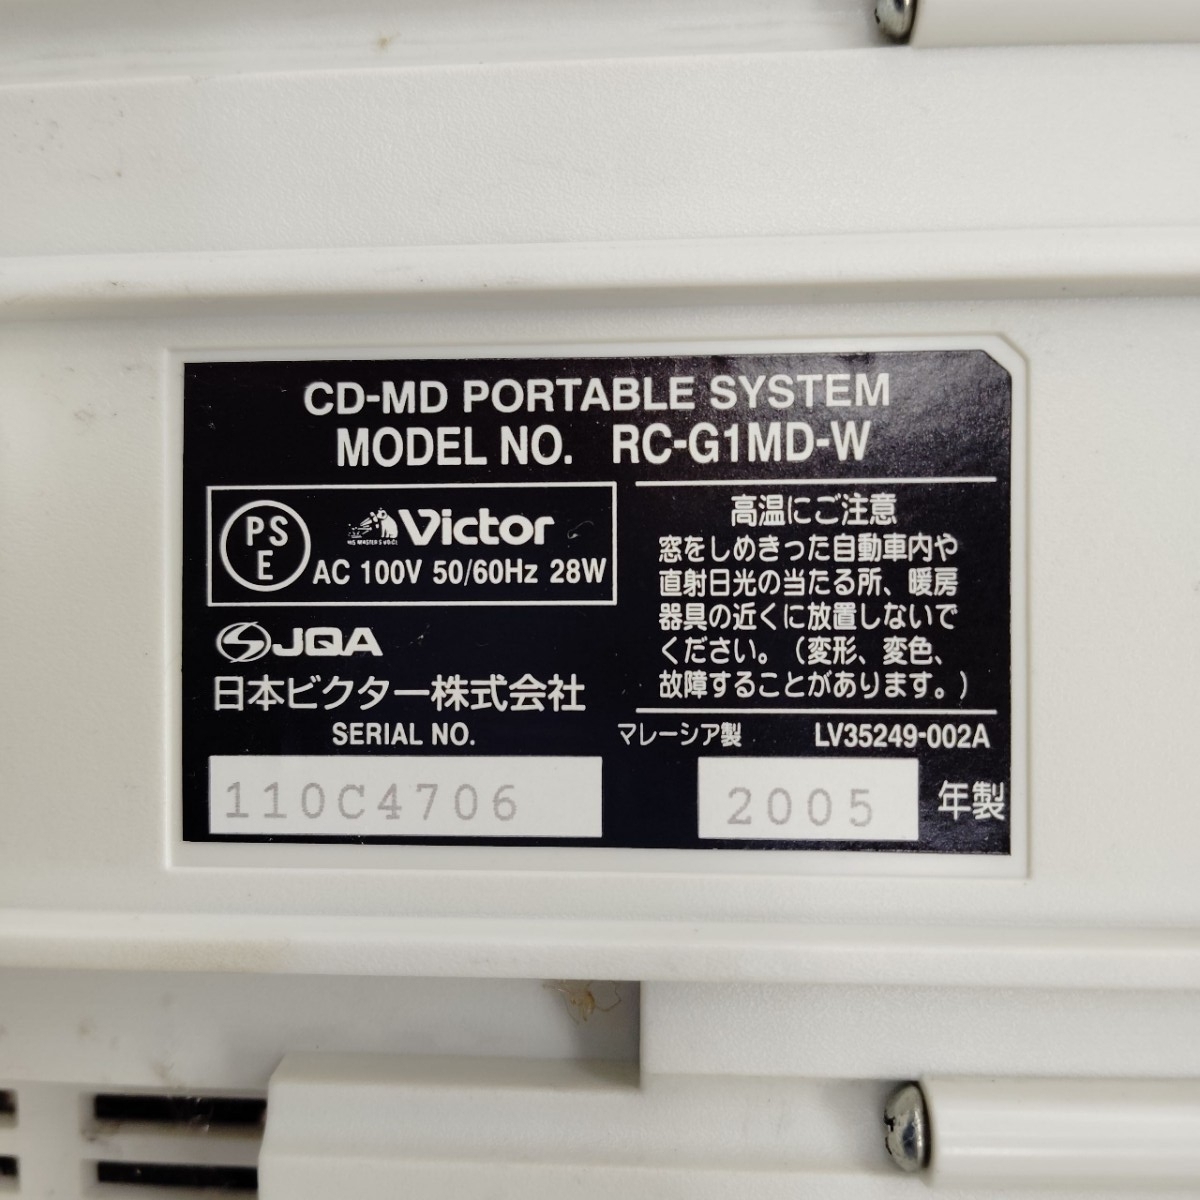 CD-MD PORTABLE SYSTEM
MODEL NO. RC-G1MD-W
PS
E
Victor
HIS MASTER'S VOICE
AC 100V 50/60Hz 28W
JQA
日本ビクター株式会社
SERIAL NO.
110C4706
高温にご注意
窓をしめきった自動車内や
直射日光の当たる所、暖房
器具の近くに放置しないで
ください。(変形、変色、
故障することがあります。)
マレーシア製 LV35249-002A
2005 年製